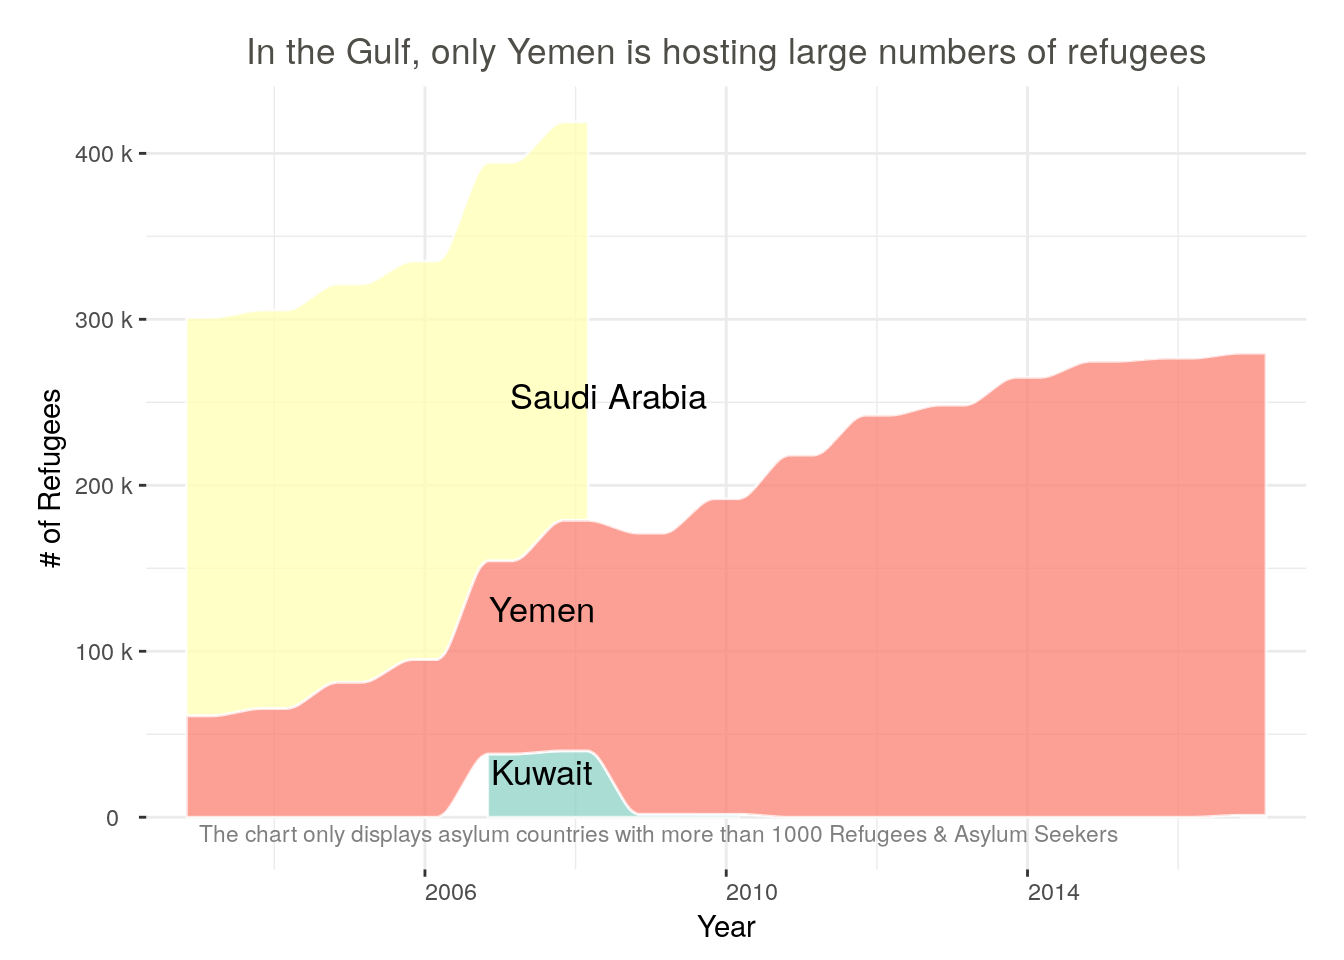 In the Gulf, only Yemen is hosting large numbers of refugees
400 k
300 k
200 k
100 k
0
# of Refugees
Saudi Arabia
Yemen
Kuwait
The chart only displays asylum countries with more than 1000 Refugees & Asylum Seekers
2006
2010
2014
Year